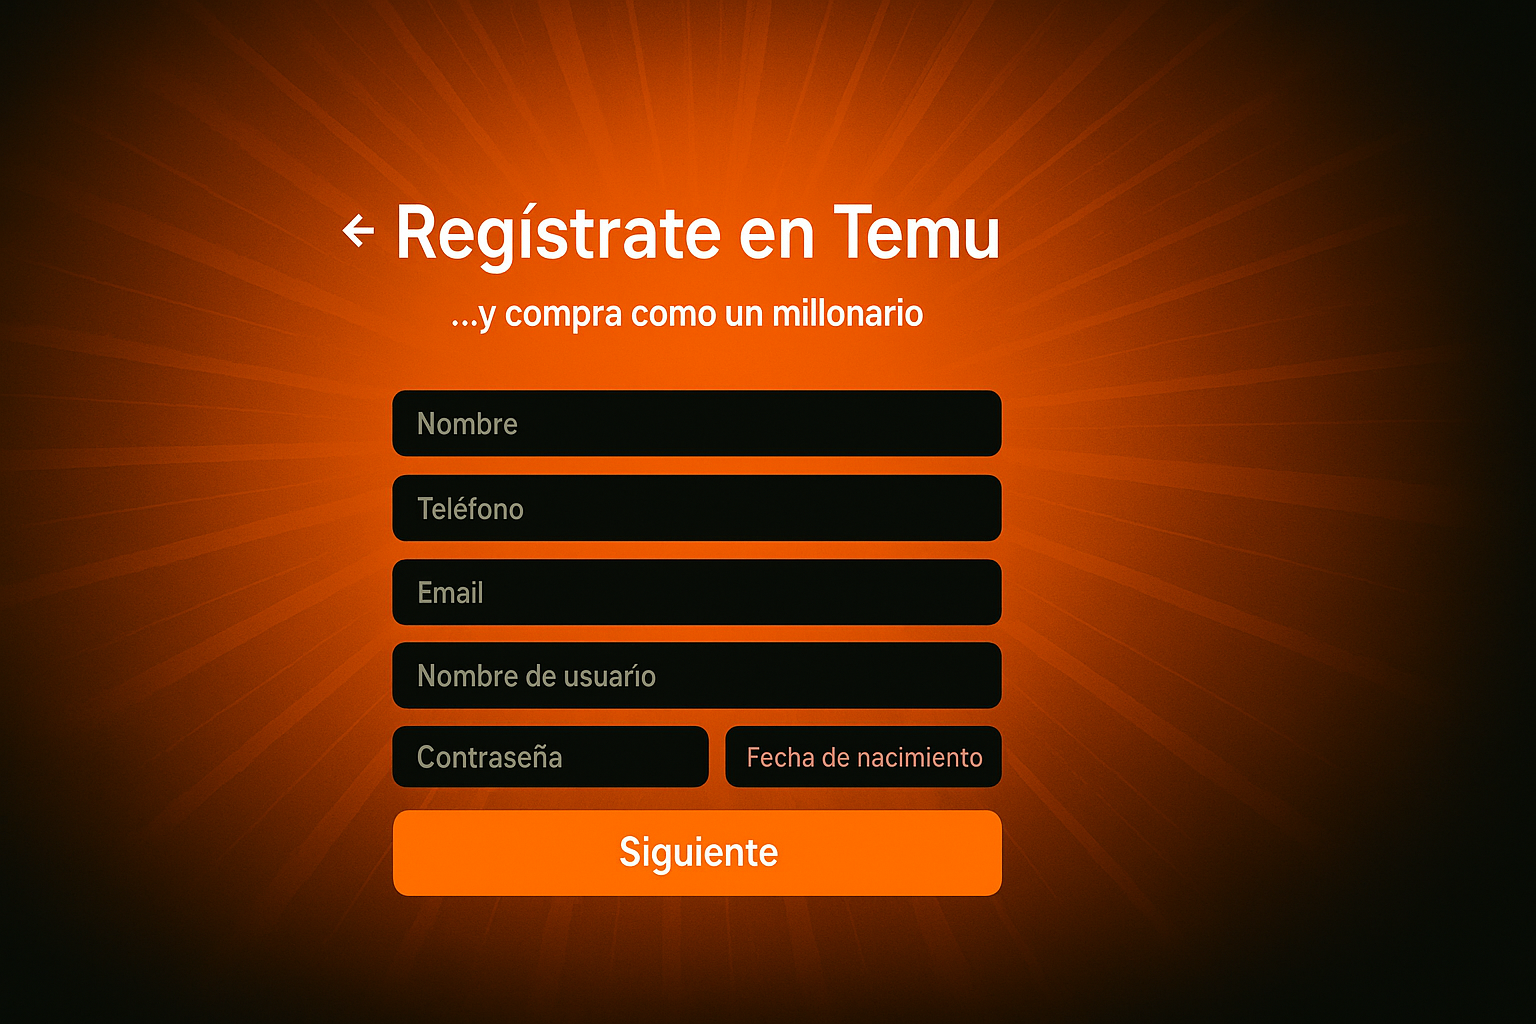 ← Regístrate en Temu
...y compra como un millonario
Nombre
Teléfono
Email
Nombre de usuarío
Contraseña Fecha de nacimiento
Siguiente